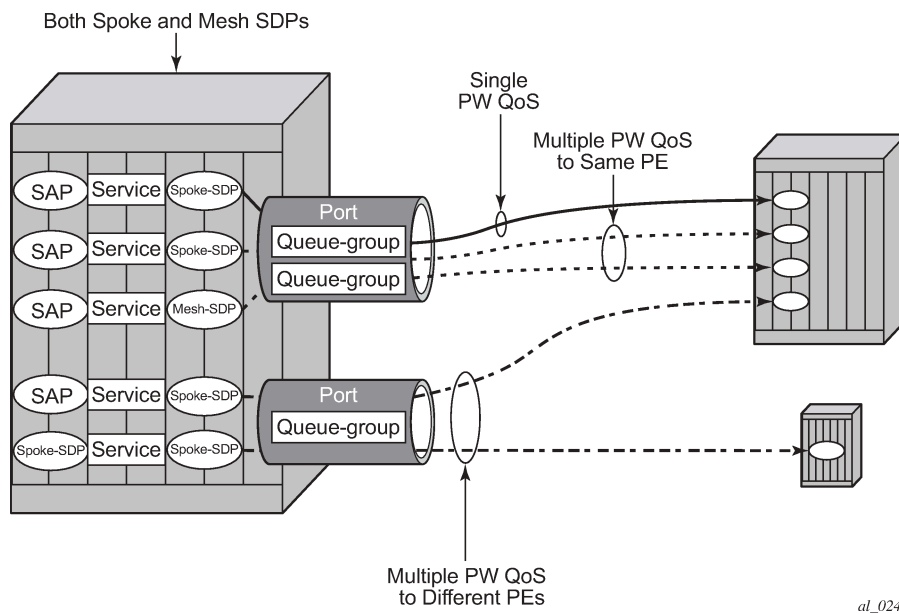 Both Spoke and Mesh SDPs
Single
PW QoS
Multiple PW QoS
to Same PE
SAP
Service
Spoke-SDP
Port
Queue-group
SAP
Service
Spoke-SDP
Queue-group
SAP
Service
Mesh-SDP
SAP
Service
Spoke-SDP
Port
Queue-group
Spoke-SDP
Service
Spoke-SDP
Multiple PW QoS
to Different PEs
al_024